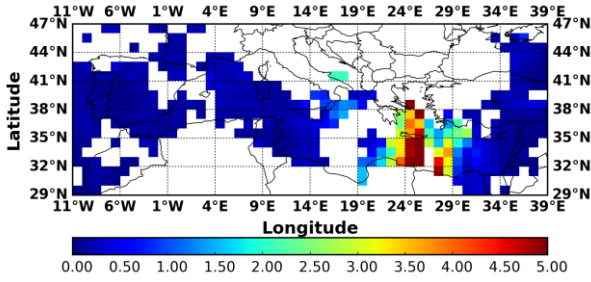 11°W 6°W 1°W 4°E 9°E 14°E 19°E 24°E 29°E 34°E 39°E
47°N 47°N
44°N 44°N
41°N 41°N
38°N 38°N
35°N 35°N
32°N 32°N
29°N 29°N
Latitude
11°W 6°W 1°W 4°E 9°E 14°E 19°E 24°E 29°E 34°E 39°E
Longitude
0.00 0.50 1.00 1.50 2.00 2.50 3.00 3.50 4.00 4.50 5.00